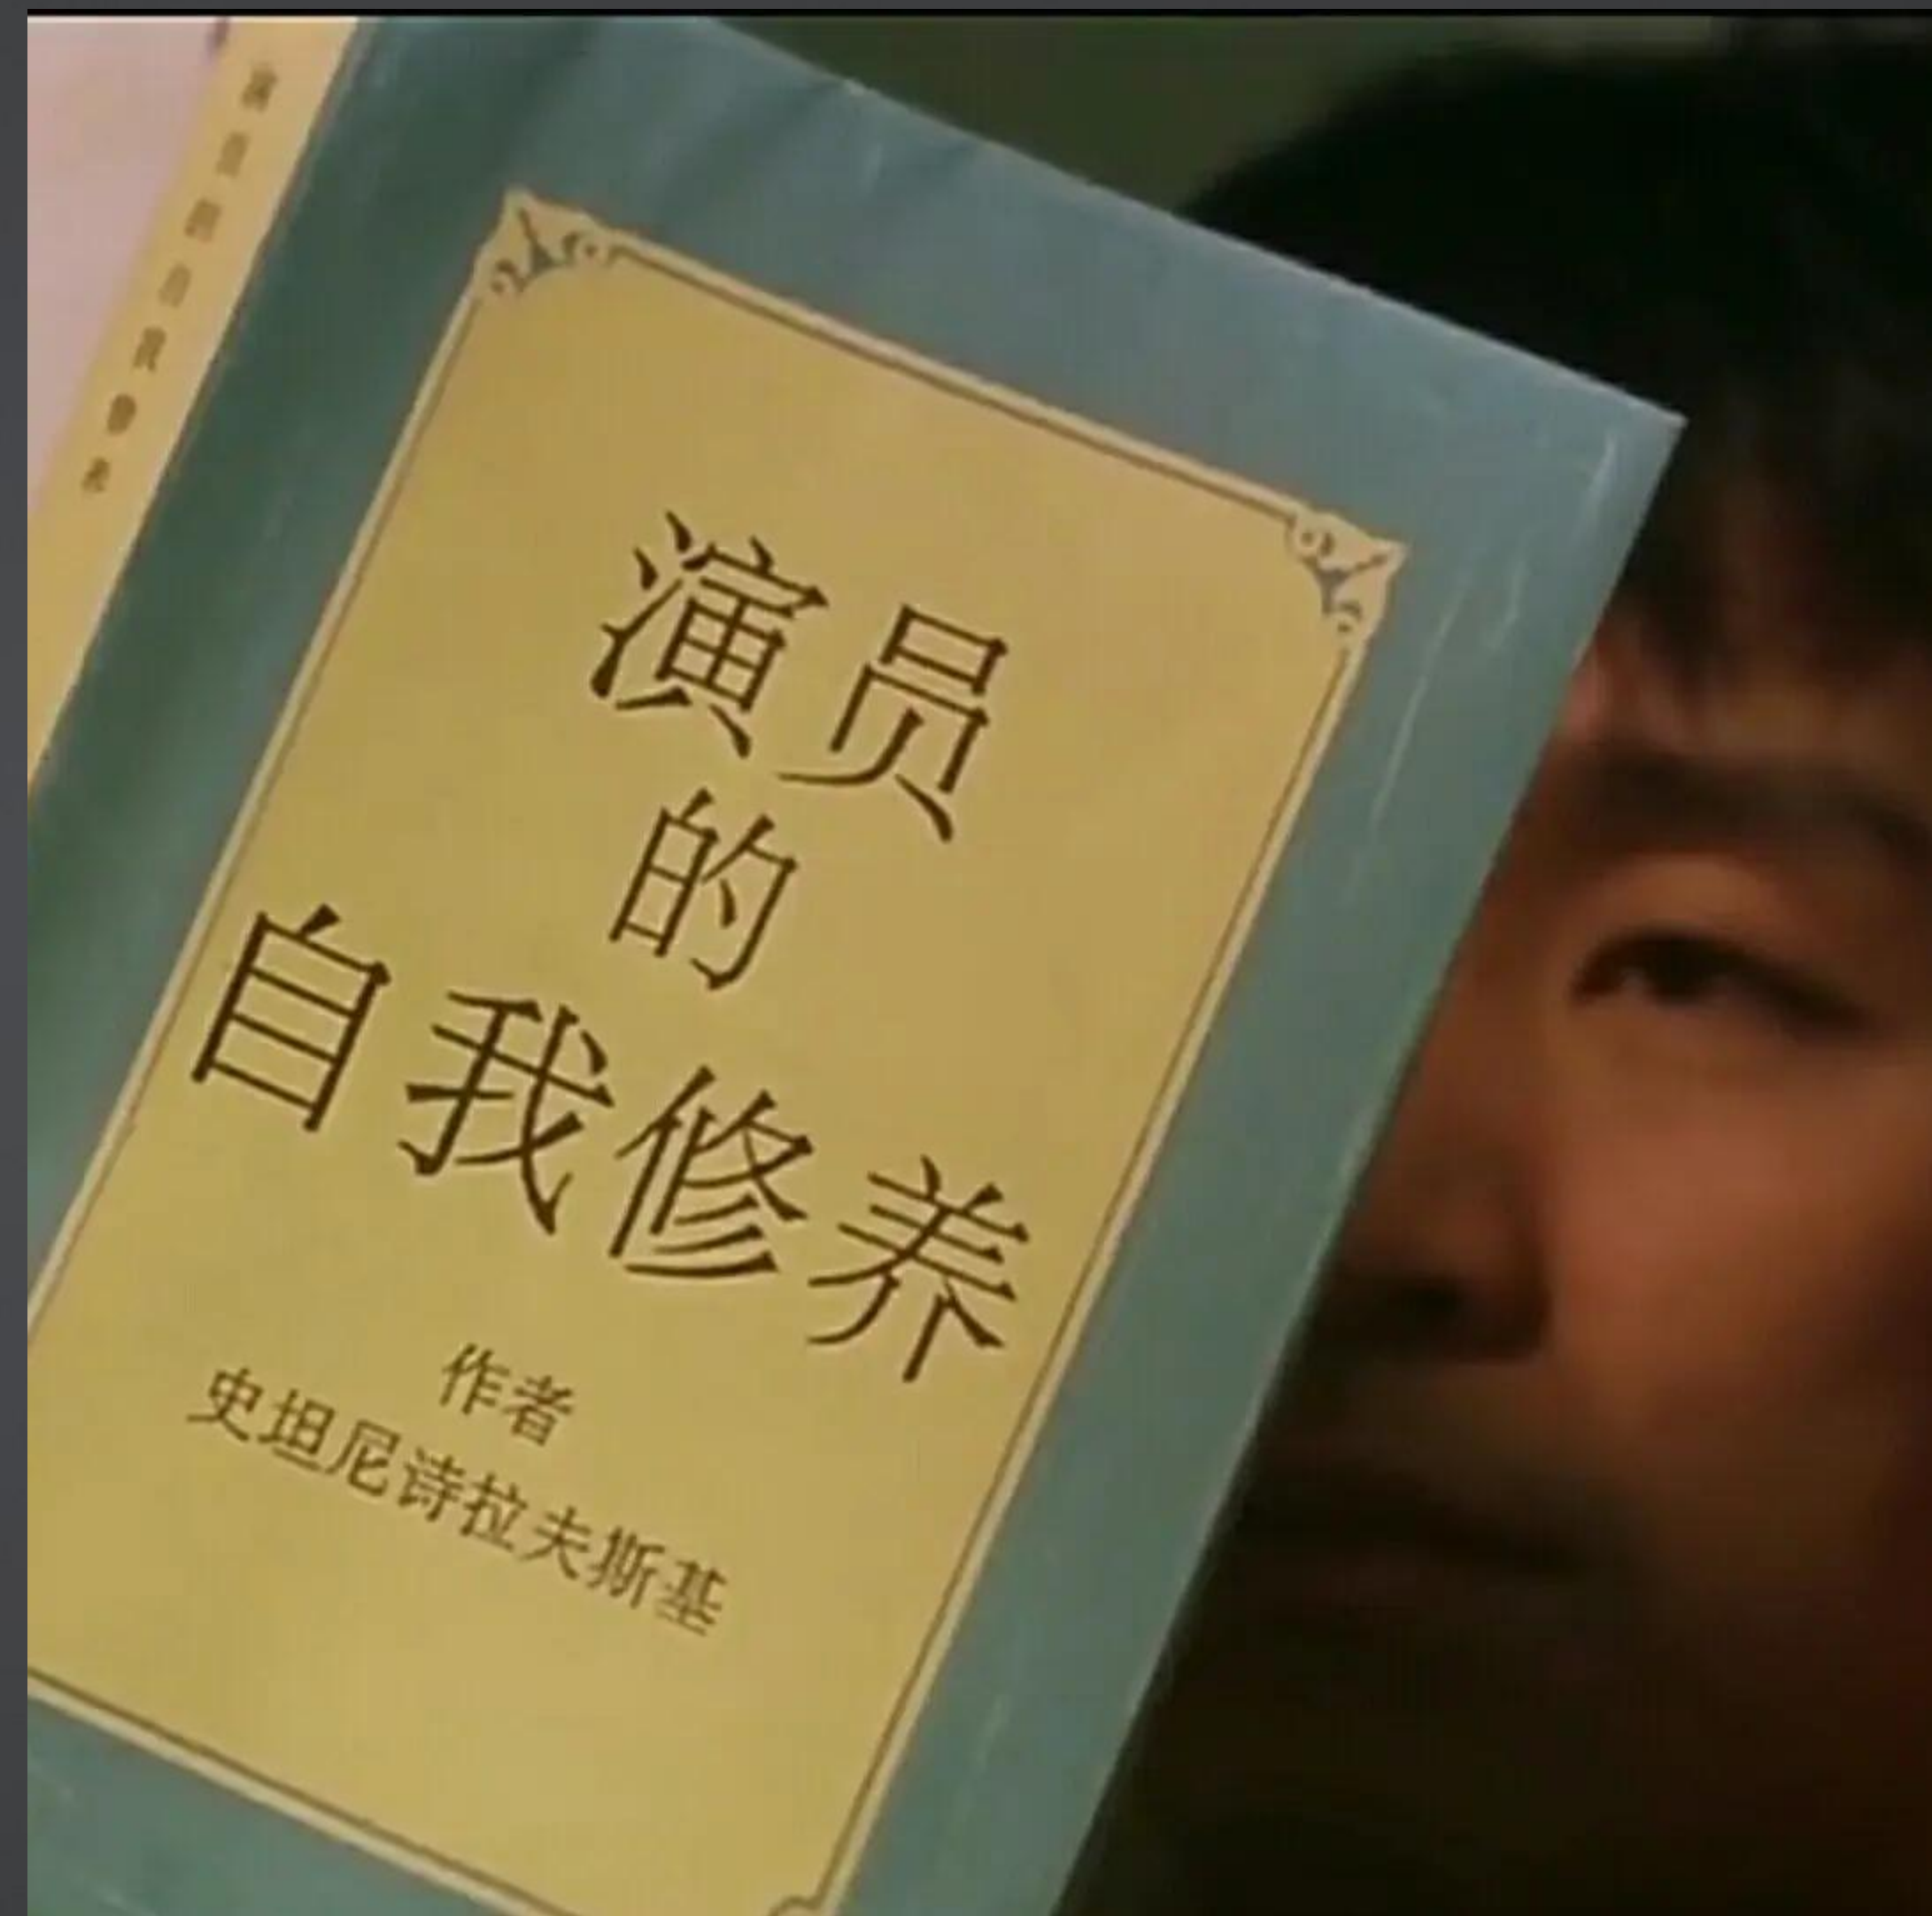 演员
的
自我修养
作者
史坦尼诗拉夫斯基